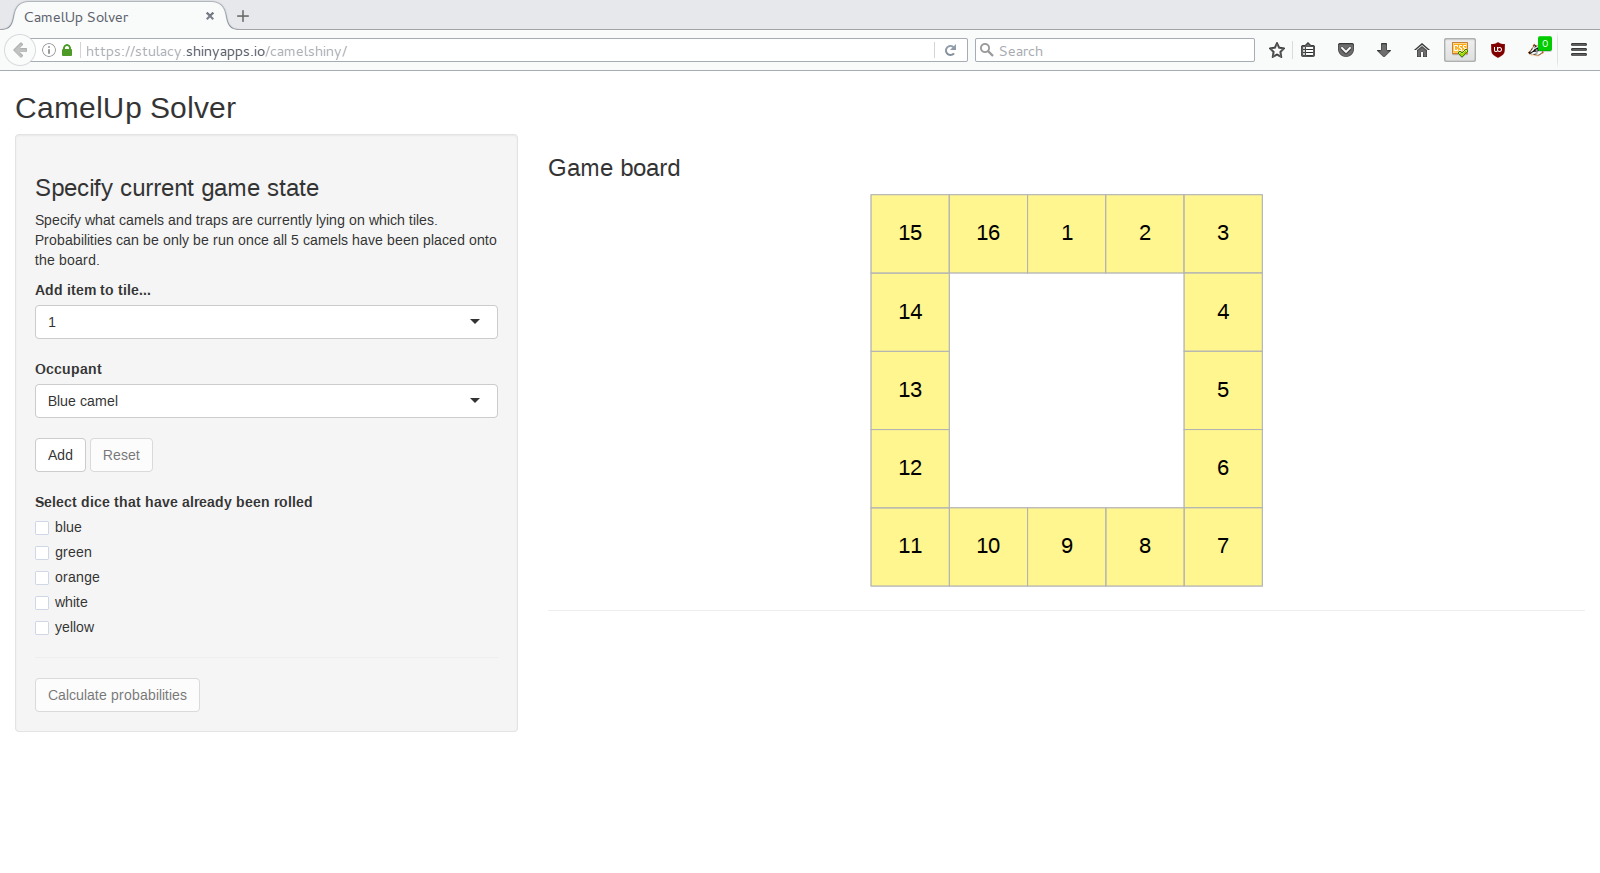 CamelUp Solver
https://stulacy.shinyapps.io/camelshiny/
Search
0
CamelUp Solver
Specify current game state
Specify what camels and traps are currently lying on which tiles.
Probabilities can be only be run once all 5 camels have been placed onto
the board.
Add item to tile...
1
Occupant
Blue camel
Add Reset
Select dice that have already been rolled
blue
green
orange
white
yellow
Calculate probabilities
Game board
15 16 1 2 3
14 4
13 5
12 6
11 10 9 8 7